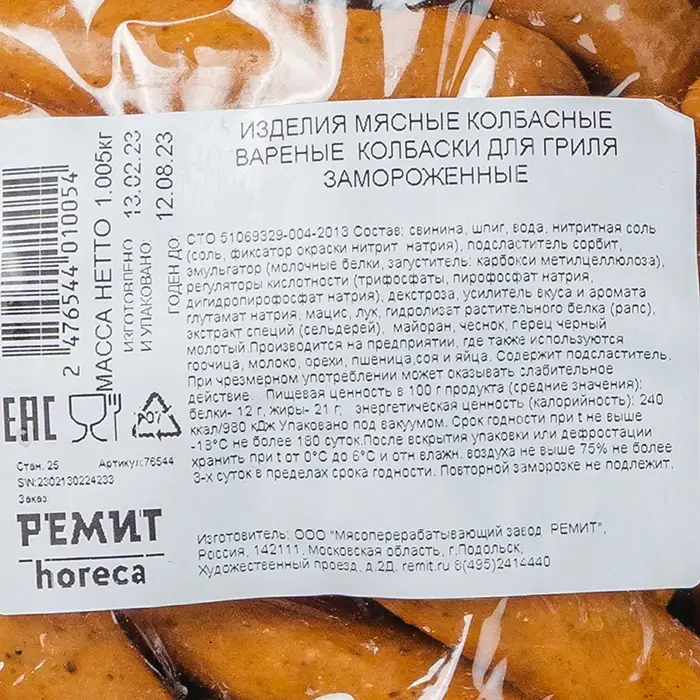 ИЗДЕЛИЯ МЯСНЫЕ КОЛБАСНЫЕ
ВАРЕНЫЕ КОЛБАСКИ ДЛЯ ГРИЛЯ
ЗАМОРОЖЕННЫЕ
2 476544 010054
МАССА НЕТТО 1.005кг
ИЗГОТОВЛЕНО
И УПАКОВАНО
13.02.23
ГОДЕН ДО:
12.08.23
СТО 51069329-004-2013 Состав: свинина, шпиг, вода, нитритная соль
(соль, фиксатор окраски нитрит натрия), подсластитель сорбит,
эмульгатор (молочные белки, загуститель: карбокси метилцеллюлоза),
регуляторы кислотности (трифосфаты, пирофосфат натрия,
дигидропирофосфат натрия), декстроза, усилитель вкуса и аромата
глутамат натрия, мацис, лук, гидролизат растительного белка (рапс),
экстракт специй (сельдерей), майоран, чеснок, перец черный
молотый.Производится на предприятии, где также используются
горчица, молоко, орехи, пшеница,соя и яйца. Содержит подсластитель.
При чрезмерном употреблении может оказывать слабительное
действие. Пищевая ценность в 100 г продукта (средние значения):
белки- 12 г, жиры- 21 г; энергетическая ценность (калорийность): 240
ккал/980 кДж Упаковано под вакуумом. Срок годности при t не выше
-18°C не более 180 суток.После вскрытия упаковки или дефростации
хранить при t от 0°C до 6°C и отн влажн. воздуха не выше 75% не более
3-х суток в пределах срока годности. Повторной заморозке не подлежит.
EAC
07
Стан. 25 Артикул:76544
SW:2302130224233
Заказ:
РЕМИТ
horeca
Изготовитель: ООО "Мясоперерабатывающий завод РЕМИТ",
Россия, 142111, Московская область, г.Подольск,
Художественный проезд, д.2Д. remit.ru 8(495)2414440